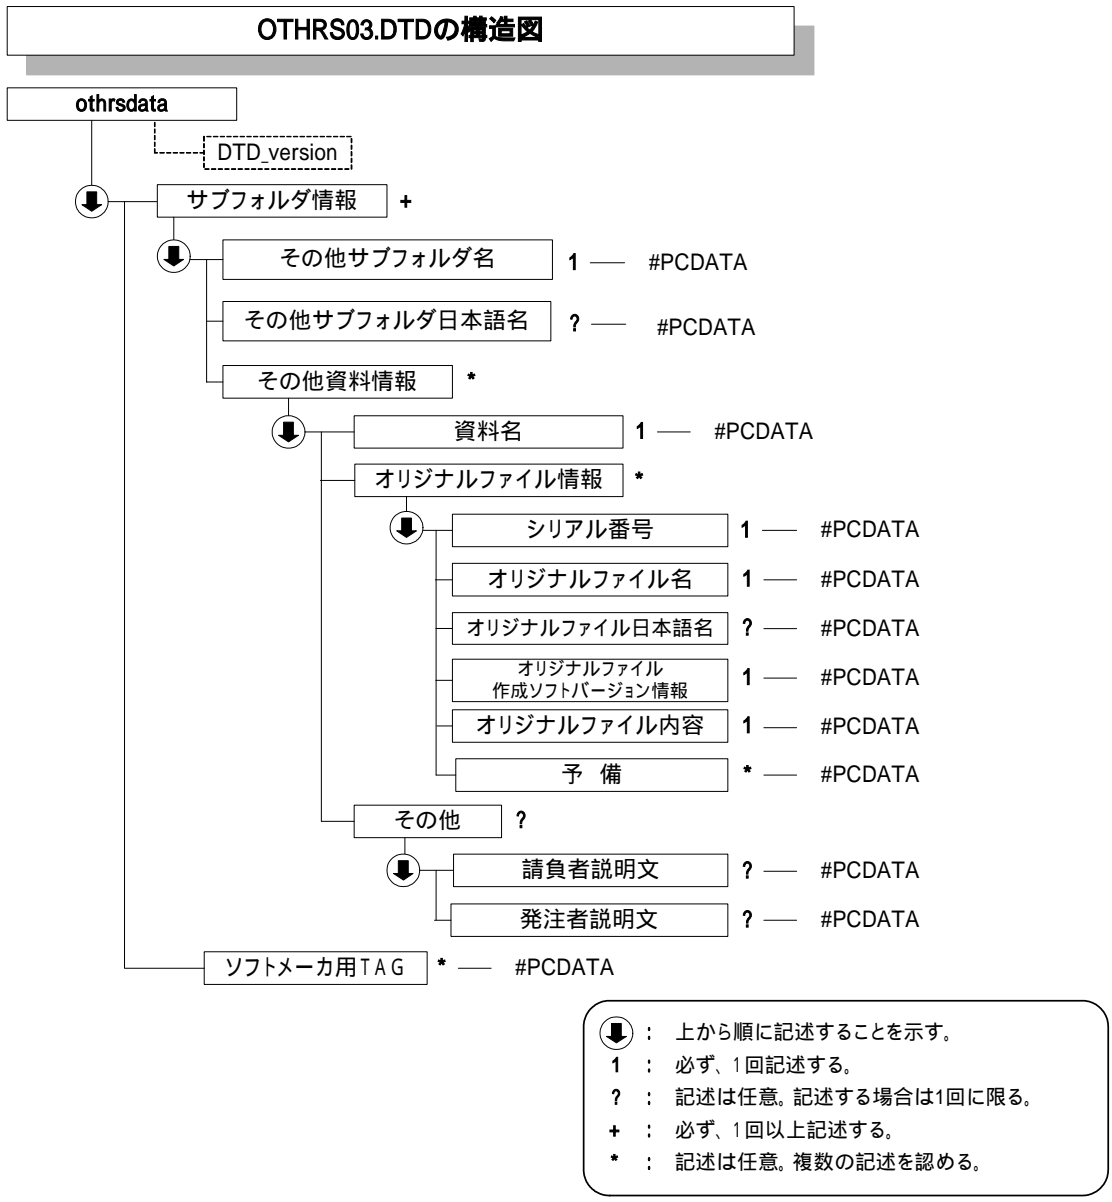 OTHRS03.DTDの構造図
othrsdata
DTD_version
サブフォルダ情報 +
その他サブフォルダ名 1 #PCDATA
その他サブフォルダ日本語名 ? #PCDATA
その他資料情報 *
資料名 1 #PCDATA
オリジナルファイル情報 *
シリアル番号 1 #PCDATA
オリジナルファイル名 1 #PCDATA
オリジナルファイル日本語名 ? #PCDATA
オリジナルファイル
作成ソフトバージョン情報 1 #PCDATA
オリジナルファイル内容 1 #PCDATA
予 備 * #PCDATA
その他 ?
請負者説明文 ? #PCDATA
発注者説明文 ? #PCDATA
ソフトメーカ用TAG * #PCDATA
: 上から順に記述することを示す。
1 : 必ず、1回記述する。
? : 記述は任意。記述する場合は1回に限る。
+ : 必ず、1回以上記述する。
* : 記述は任意。複数の記述を認める。